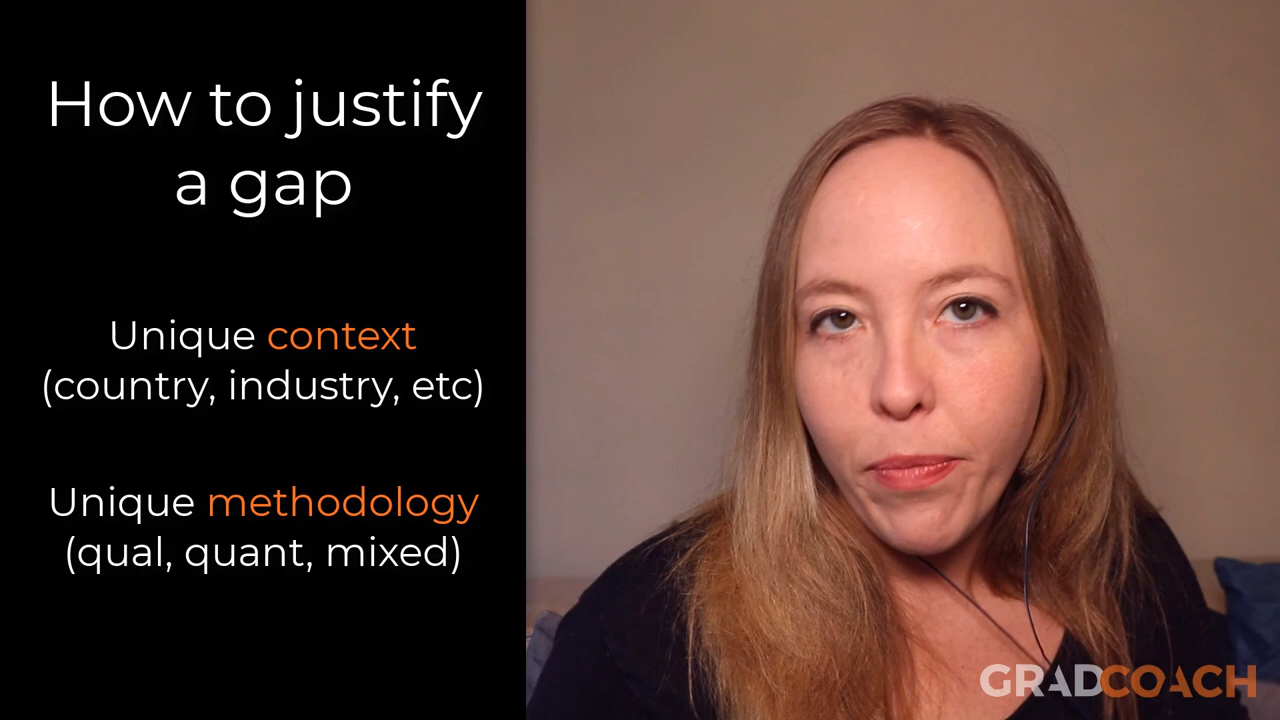 How to justify
a gap
Unique context
(country, industry, etc)
Unique methodology
(qual, quant, mixed)
GRADCOACH